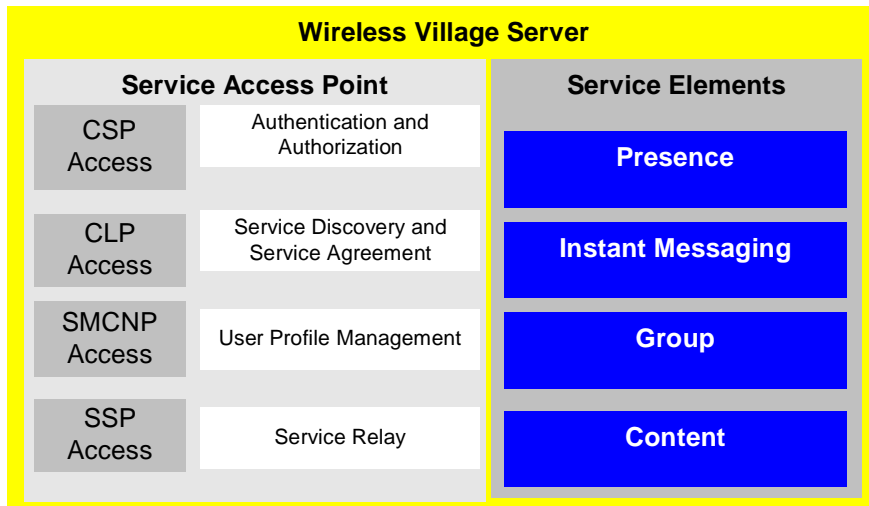 Wireless Village Server
Service Access Point
CSP
Access
Authentication and
Authorization
CLP
Access
Service Discovery and
Service Agreement
SMCNP
Access
User Profile Management
SSP
Access
Service Relay
Service Elements
Presence
Instant Messaging
Group
Content